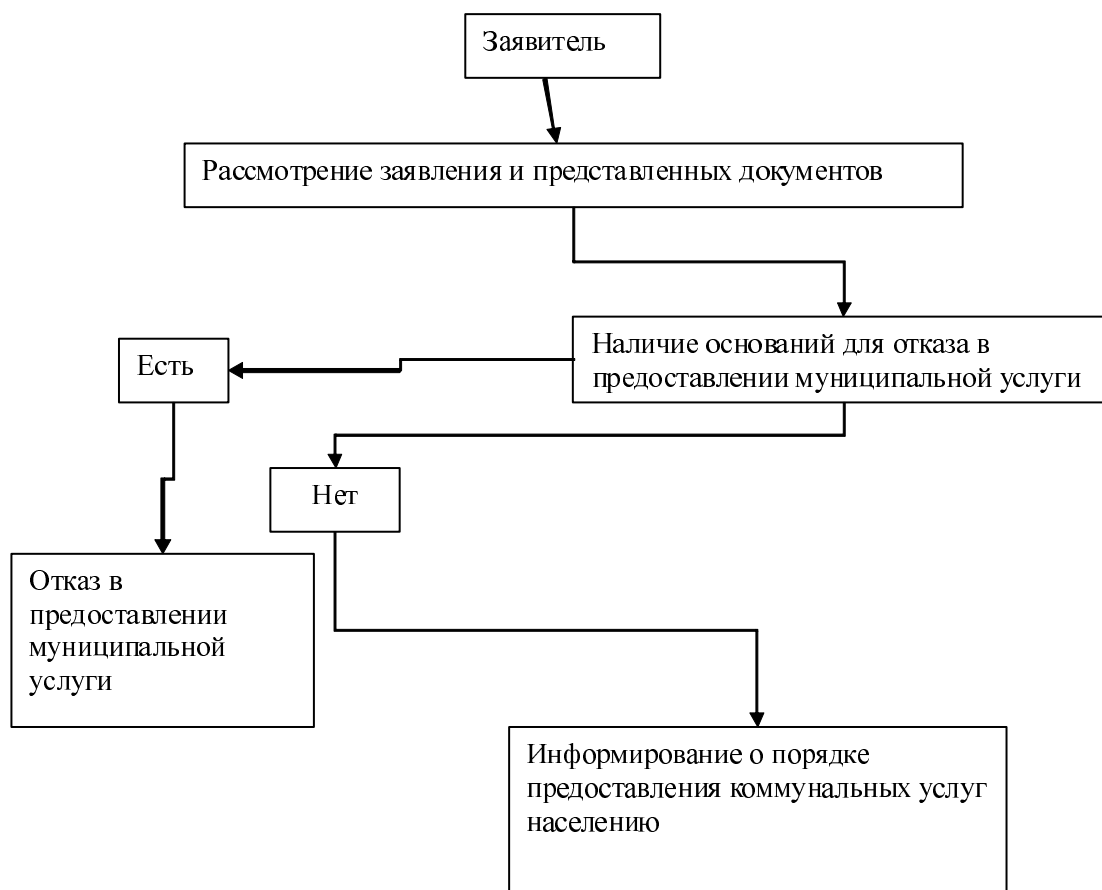 Заявитель
Рассмотрение заявления и представленных документов
Наличие оснований для отказа в
предоставлении муниципальной услуги
Есть
Нет
Отказ в
предоставлении
муниципальной
услуги
Информирование о порядке
предоставления коммунальных услуг
населению